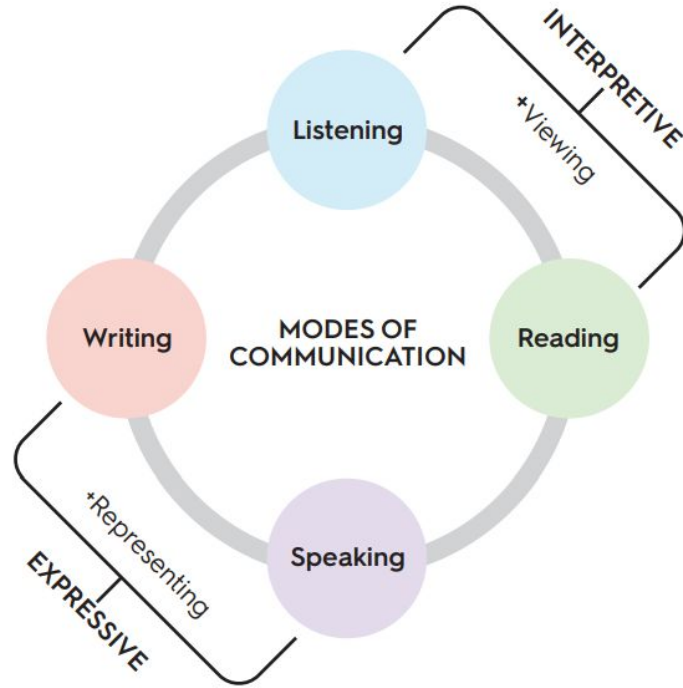 INTERPRETIVE
+Viewing
Listening
Writing
MODES OF
COMMUNICATION
Reading
+Representing
EXPRESSIVE
Speaking